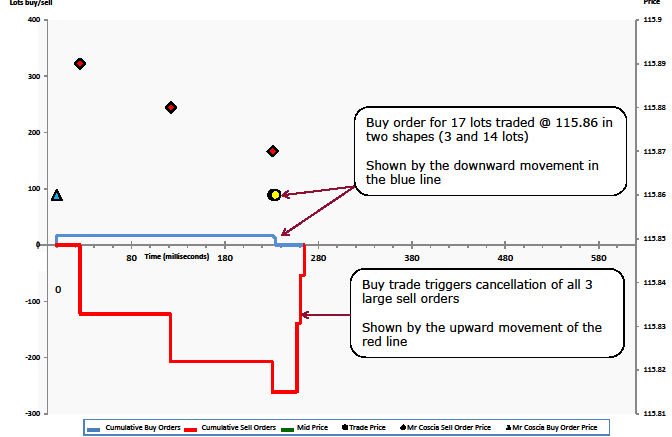 Lots buy/sell
Price
400
115.9
300
115.89
115.88
200
115.87
100
115.86
0
115.85
-100
115.84
115.83
-200
115.82
-300
115.81
80
Time (milliseconds)
180
280
380
480
580
0
Buy order for 17 lots traded @ 115.86 in
two shapes (3 and 14 lots)
Shown by the downward movement in
the blue line
Buy trade triggers cancellation of all 3
large sell orders
Shown by the upward movement of the
red line
Cumulative Buy Orders
Cumulative Sell Orders
Mid Price
Trade Price
Mr Coscia Sell Order Price
Mr Coscia Buy Order Price